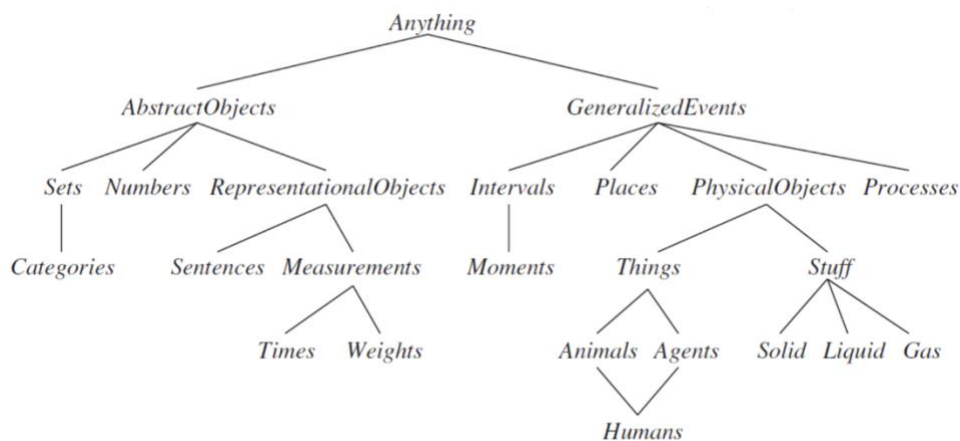 Anything
AbstractObjects GeneralizedEvents
Sets Numbers RepresentationalObjects Intervals Places PhysicalObjects Processes
Categories Sentences Measurements Moments Things Stuff
Times Weights Animals Agents Solid Liquid Gas
Humans